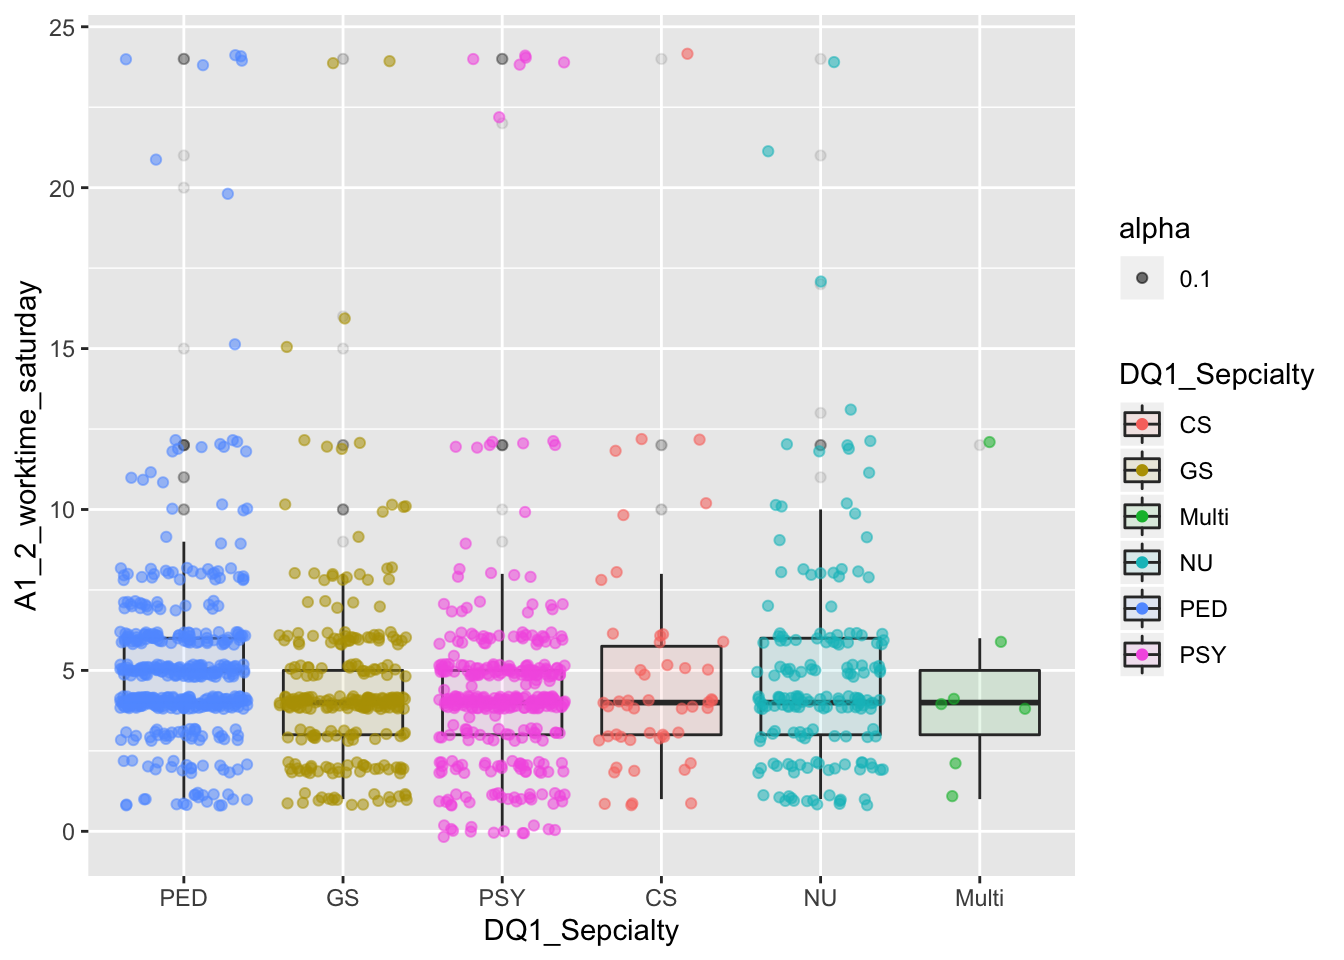 25
20
15
10
5
0
A1_2_worktime_saturday
PED GS PSY CS NU Multi
DQ1_Sepcialty
alpha
0.1
DQ1_Sepcialty
CS
GS
Multi
NU
PED
PSY